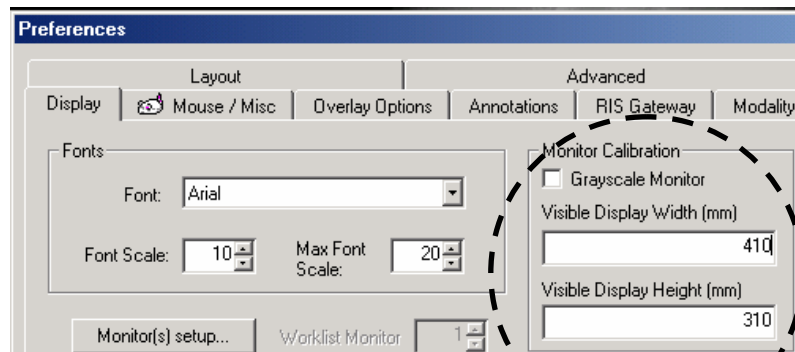 Preferences
Layout
Advanced
Display
Mouse / Misc
Overlay Options
Annotations
RIS Gateway
Modality
Fonts
Font: Arial
Font Scale: 10
Max Font Scale: 20
Monitor(s) setup...
Worklist Monitor 1
Monitor Calibration
Grayscale Monitor
Visible Display Width (mm)
410
Visible Display Height (mm)
310